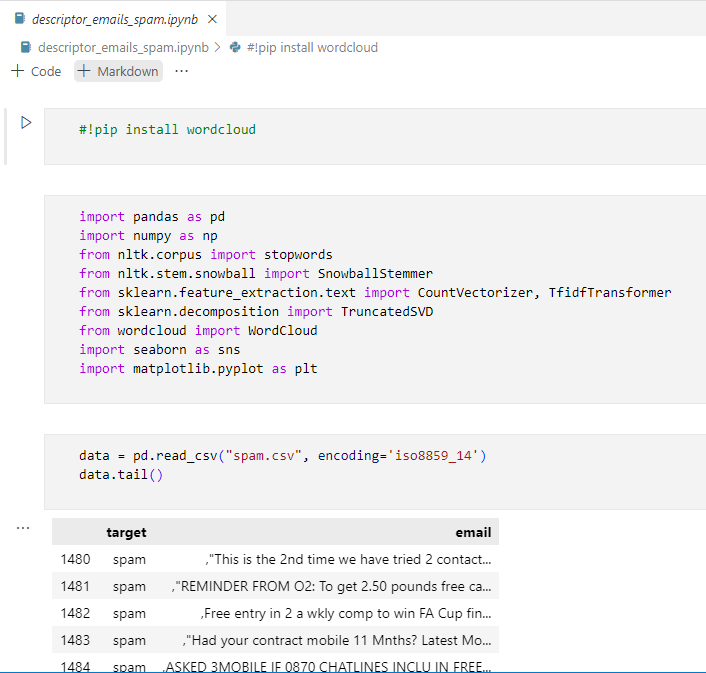 descriptor_emails_spam.ipynb
descriptor_emails_spam.ipynb > #!pip install wordcloud
+ Code + Markdown ...
#!pip install wordcloud
import pandas as pd
import numpy as np
from nltk.corpus import stopwords
from nltk.stem.snowball import SnowballStemmer
from sklearn.feature_extraction.text import CountVectorizer, TfidfTransformer
from sklearn.decomposition import TruncatedSVD
from wordcloud import WordCloud
import seaborn as sns
import matplotlib.pyplot as plt
data = pd.read_csv("spam.csv", encoding='iso8859_14')
data.tail()
... target email
1480 spam ,"This is the 2nd time we have tried 2 contact...
1481 spam ,"REMINDER FROM O2: To get 2.50 pounds free ca...
1482 spam ,Free entry in 2 a wkly comp to win FA Cup fin...
1483 spam ,"Had your contract mobile 11 Mnths? Latest Mo...
1484 spam ,ASKED 3MOBILE IF 0870 CHATLINES INCLU IN FREE...